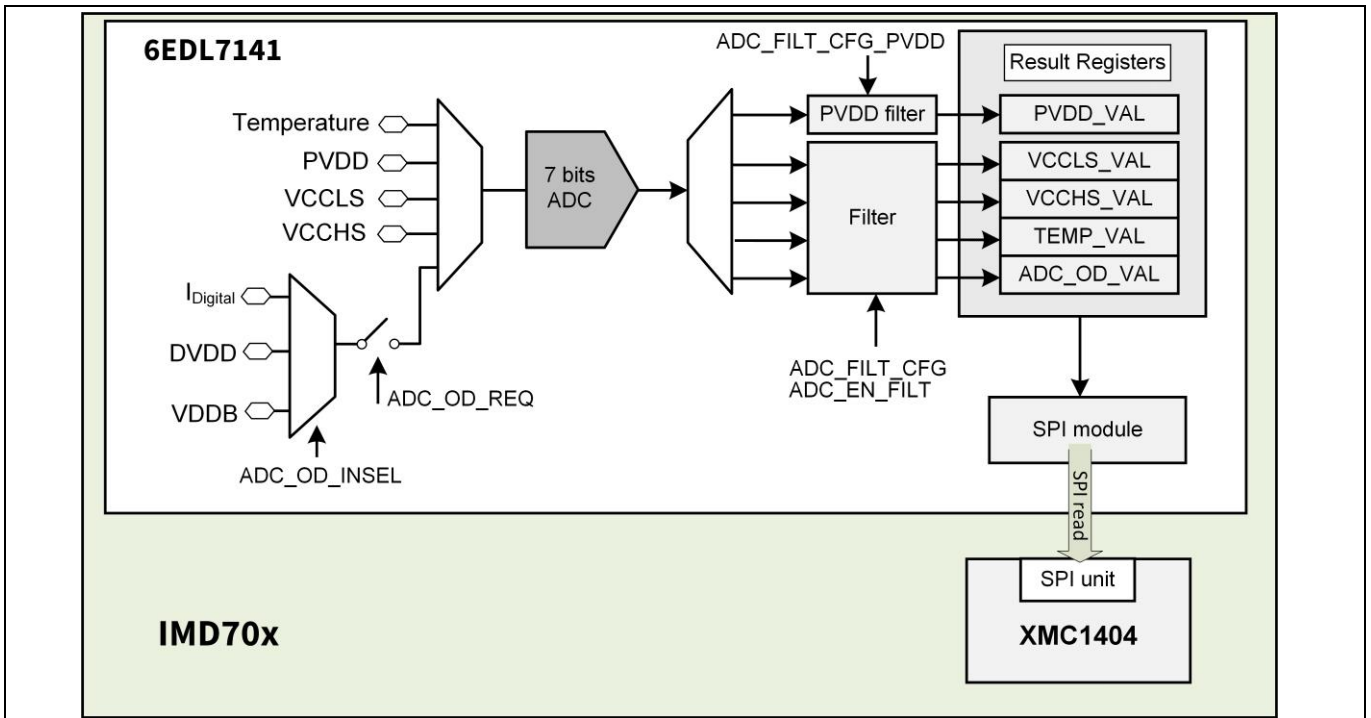 6EDL7141
ADC_FILT_CFG_PVDD
Result Registers
Temperature
PVDD
VCCLS
VCCHS
7 bits
ADC
PVDD filter
PVDD_VAL
Filter
VCCLS_VAL
VCCHS_VAL
TEMP_VAL
ADC_OD_VAL
IDigital
DVDD
VDDB
ADC_OD_REQ
ADC_OD_INSEL
ADC_FILT_CFG
ADC_EN_FILT
SPI module
SPI read
SPI unit
XMC1404
IMD70x